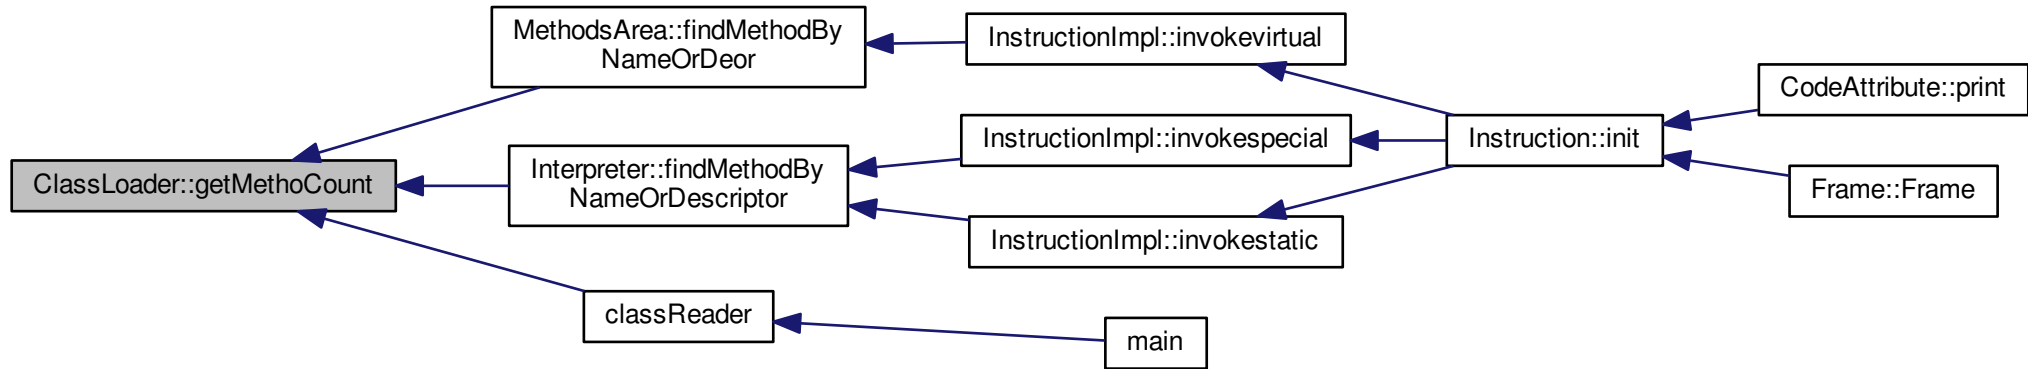 MethodsArea::findMethodBy
NameOrDeor
InstructionImpl::invokevirtual
CodeAttribute::print
InstructionImpl::invokespecial
Instruction::init
ClassLoader::getMethoCount
Interpreter::findMethodBy
NameOrDescriptor
Frame::Frame
InstructionImpl::invokestatic
classReader
main